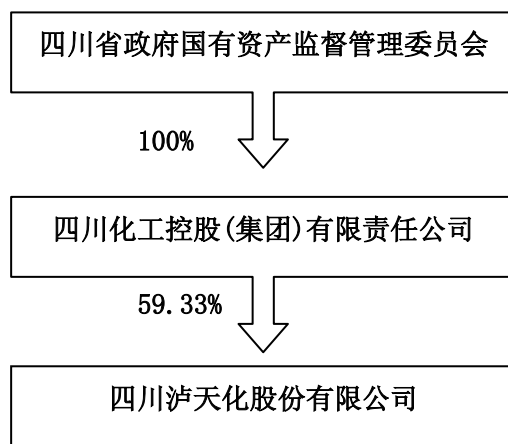 四川省政府国有资产监督管理委员会
100%
四川化工控股(集团)有限责任公司
59.33%
四川泸天化股份有限公司